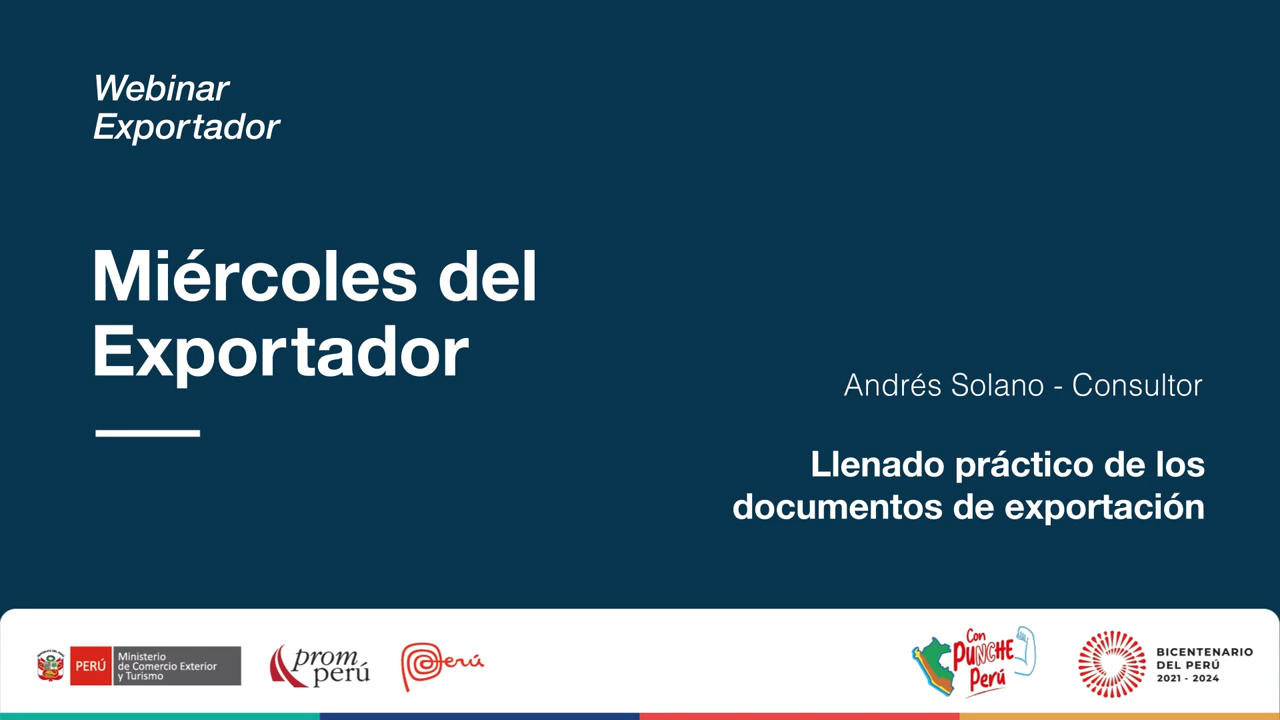 Webinar
Exportador
Miércoles del
Exportador
Andrés Solano - Consultor
Llenado práctico de los
documentos de exportación
PERÚ
Ministerio
de Comercio Exterior
y Turismo
prom
perú
Perú
Con
PUNCHE
Perú
BICENTENARIO
DEL PERÚ
2021 - 2024